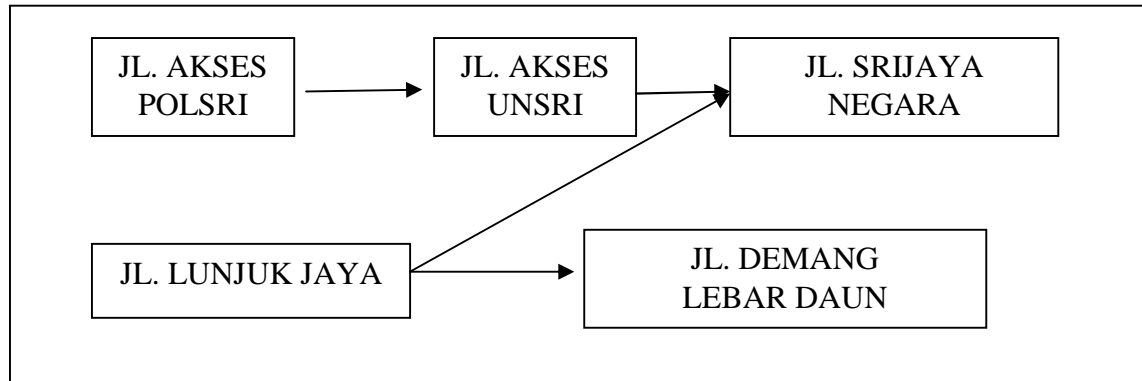 JL. AKSES
POLSRI
JL. AKSES
UNSRI
JL. SRIJAYA
NEGARA
JL. LUNJUK JAYA
JL. DEMANG
LEBAR DAUN